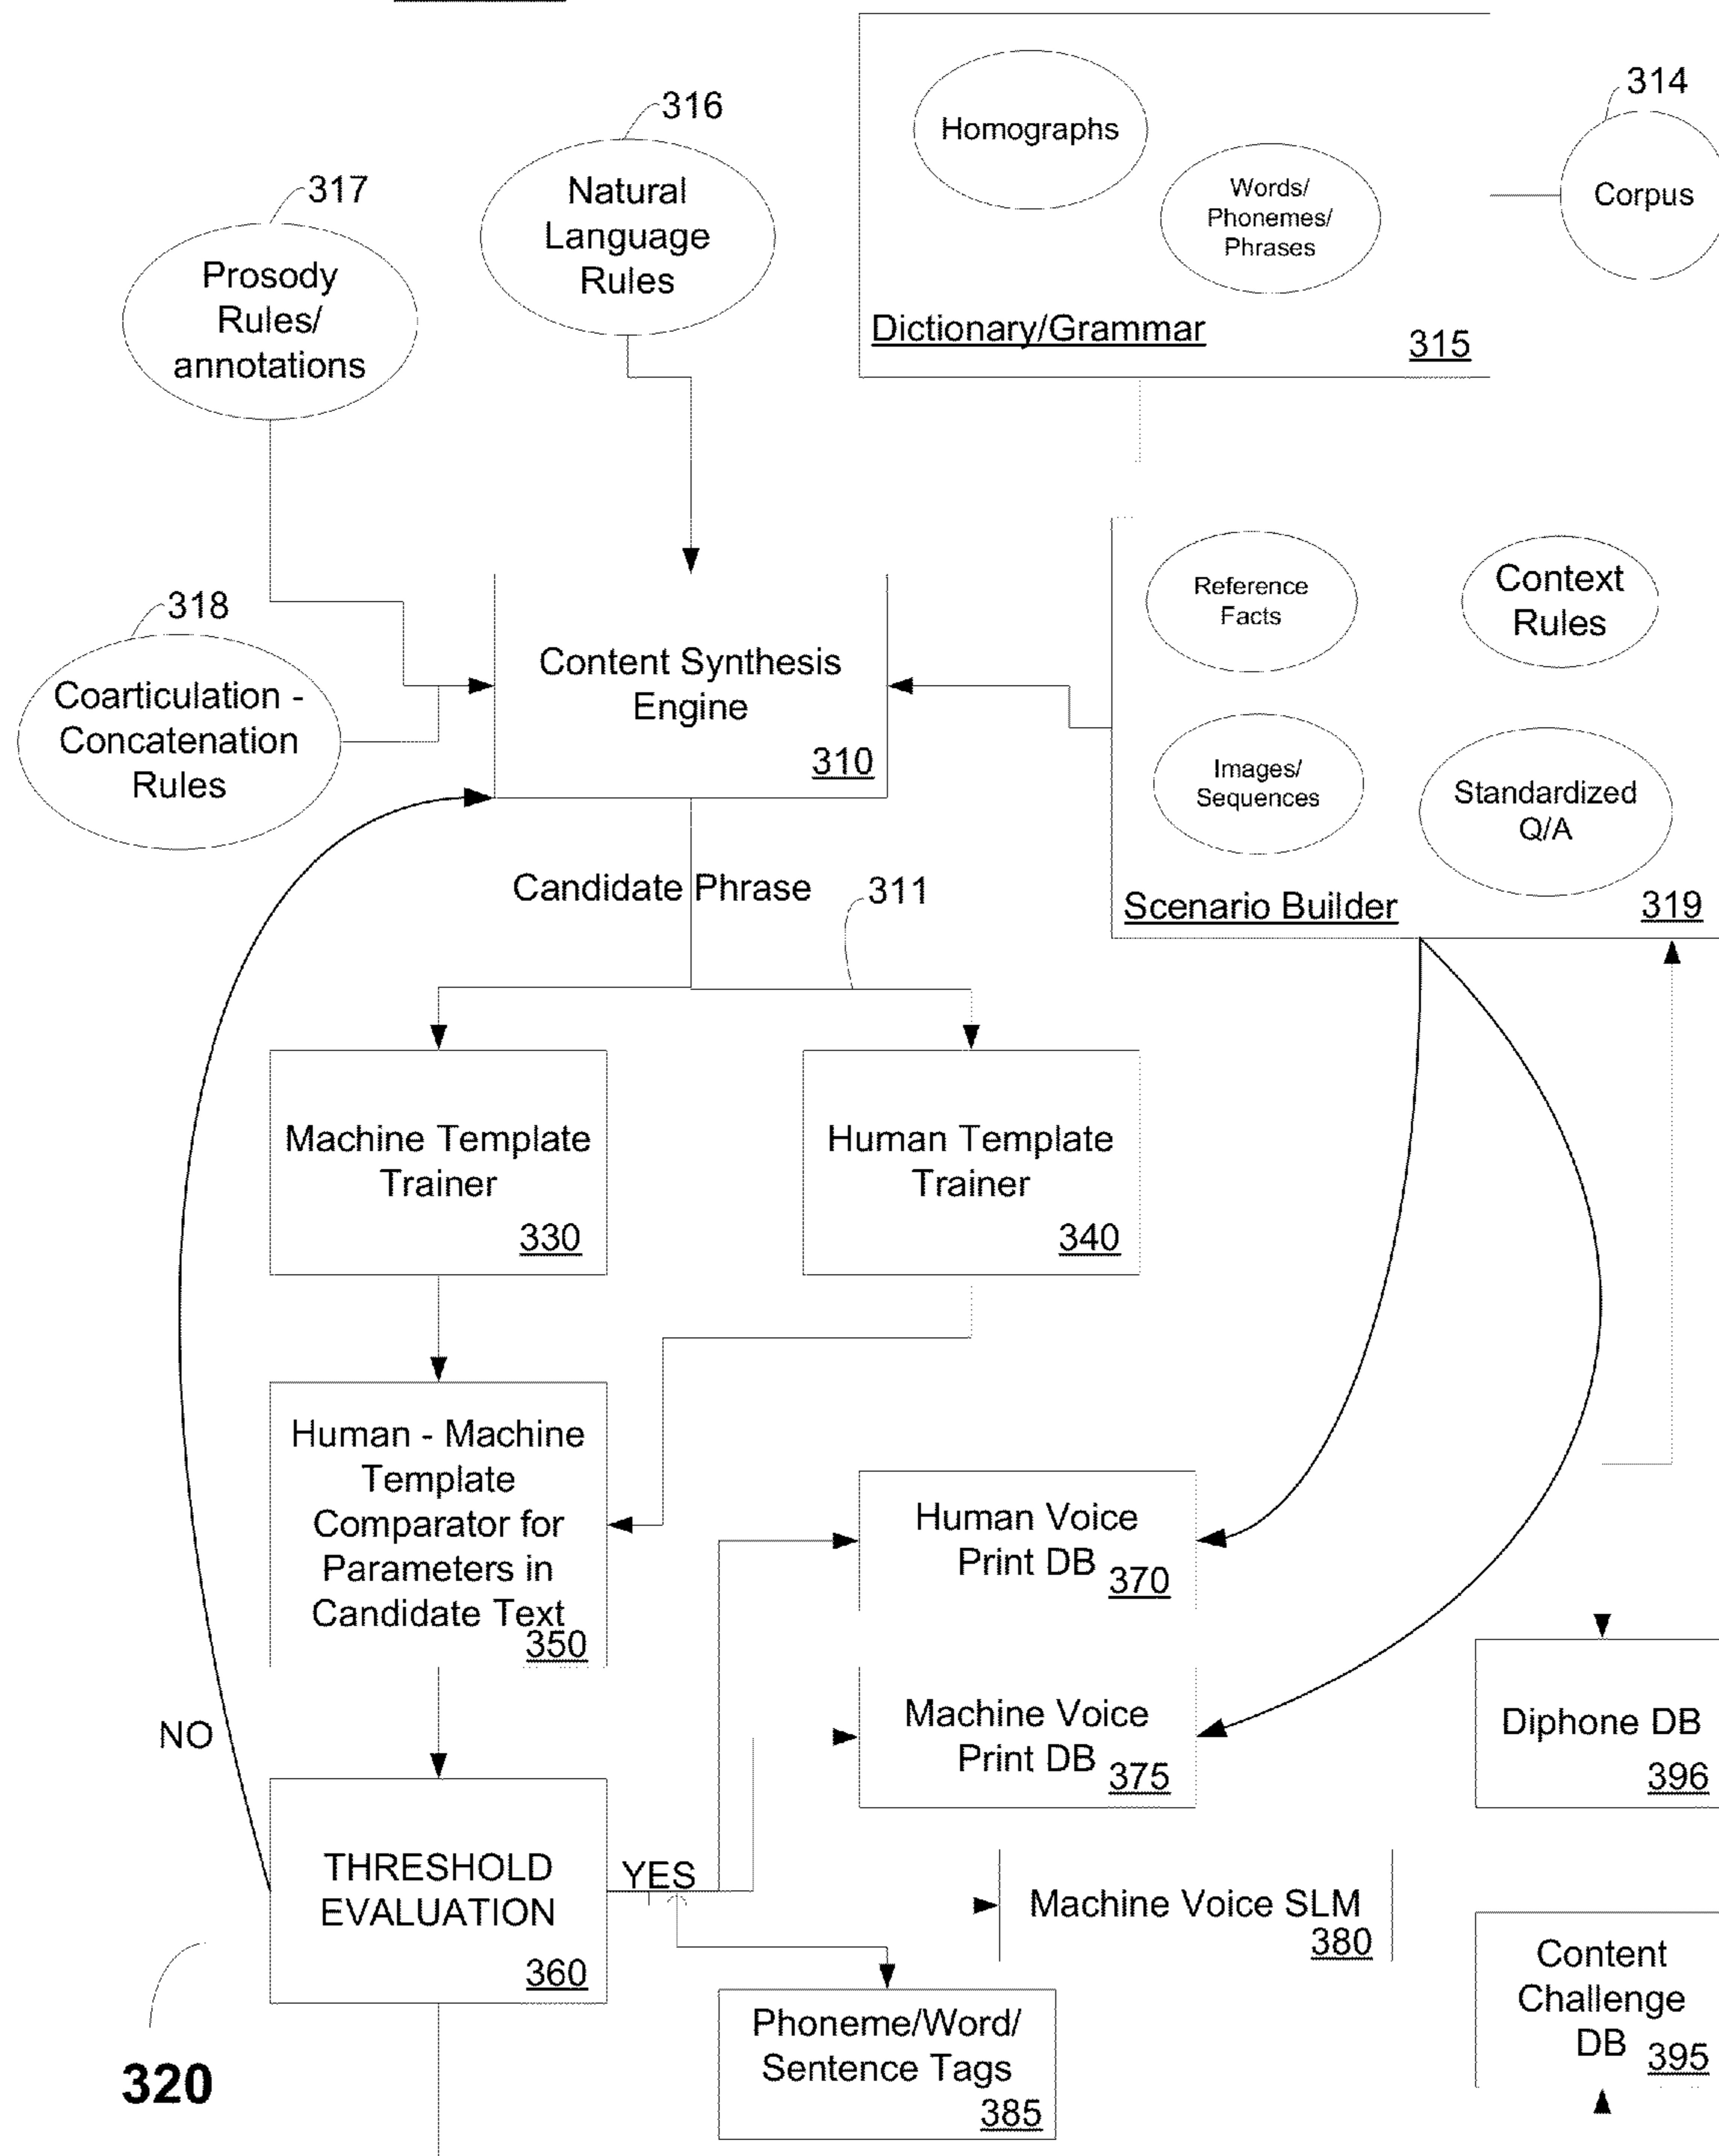 316
317
Natural
Language
Rules
Prosody
Rules/
annotations
Homographs
Words/
Phonemes/
Phrases
Dictionary/Grammar
315
314
Corpus
318
Coarticulation -
Concatenation
Rules
Content Synthesis
Engine
310
Reference
Facts
Context
Rules
Images/
Sequences
Standardized
Q/A
Scenario Builder
319
Candidate Phrase
311
Machine Template
Trainer
330
Human Template
Trainer
340
Human - Machine
Template
Comparator for
Parameters in
Candidate Text
350
Human Voice
Print DB
370
Machine Voice
Print DB
375
Diphone DB
396
NO
THRESHOLD
EVALUATION
360
YES
Machine Voice SLM
380
Content
Challenge
DB
395
Phoneme/Word/
Sentence Tags
385
320